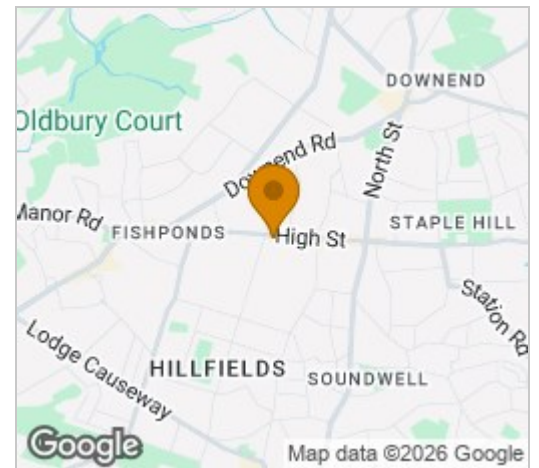 DOWNEND
Oldbury Court
Downend Rd
North St
Manor Rd
FISHPONDS
High St
STAPLE HILL
Station Rd
Lodge Causeway
HILLFIELDS
SOUNDWELL
Google
Map data ©2026 Google